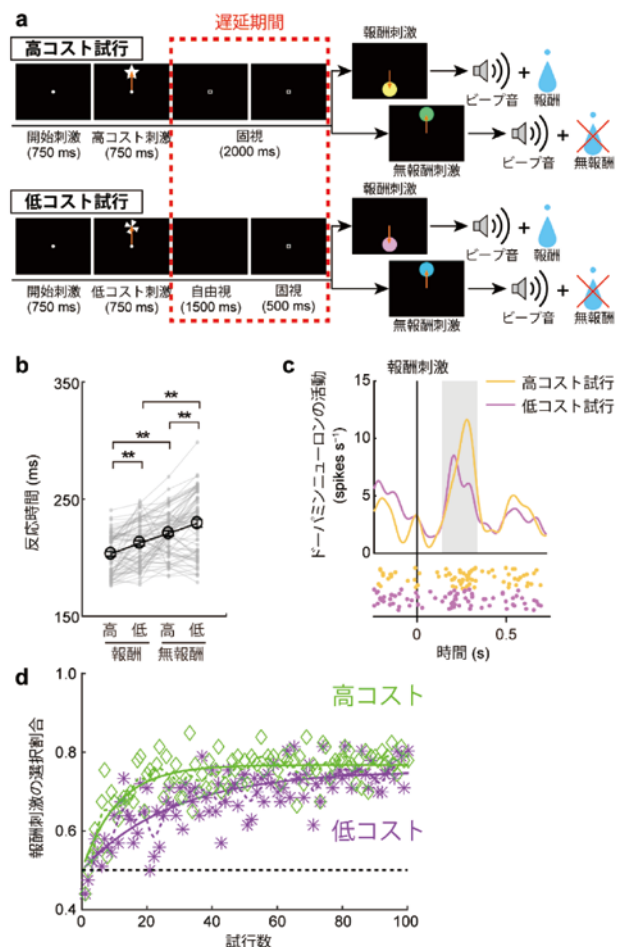 a
遅延期間
高コスト試行
報酬刺激
ビープ音
報酬
開始刺激
(750 ms)
高コスト刺激
(750 ms)
固視
(2000 ms)
無報酬刺激
ビープ音
無報酬
低コスト試行
報酬刺激
ビープ音
報酬
開始刺激
(750 ms)
低コスト刺激
(750 ms)
自由視
(1500 ms)
固視
(500 ms)
無報酬刺激
ビープ音
無報酬
b
350
250
150
反応時間 (ms)
**
**
**
**
高 低 高 低
報酬 無報酬
c
報酬刺激
高コスト試行
低コスト試行
ドーパミンニューロンの活動
(spikes s⁻¹)
15
10
5
0
0 0.5
時間 (s)
d
高コスト
低コスト
報酬刺激の選択割合
1.0
0.8
0.6
0.4
0 20 40 60 80 100
試行数